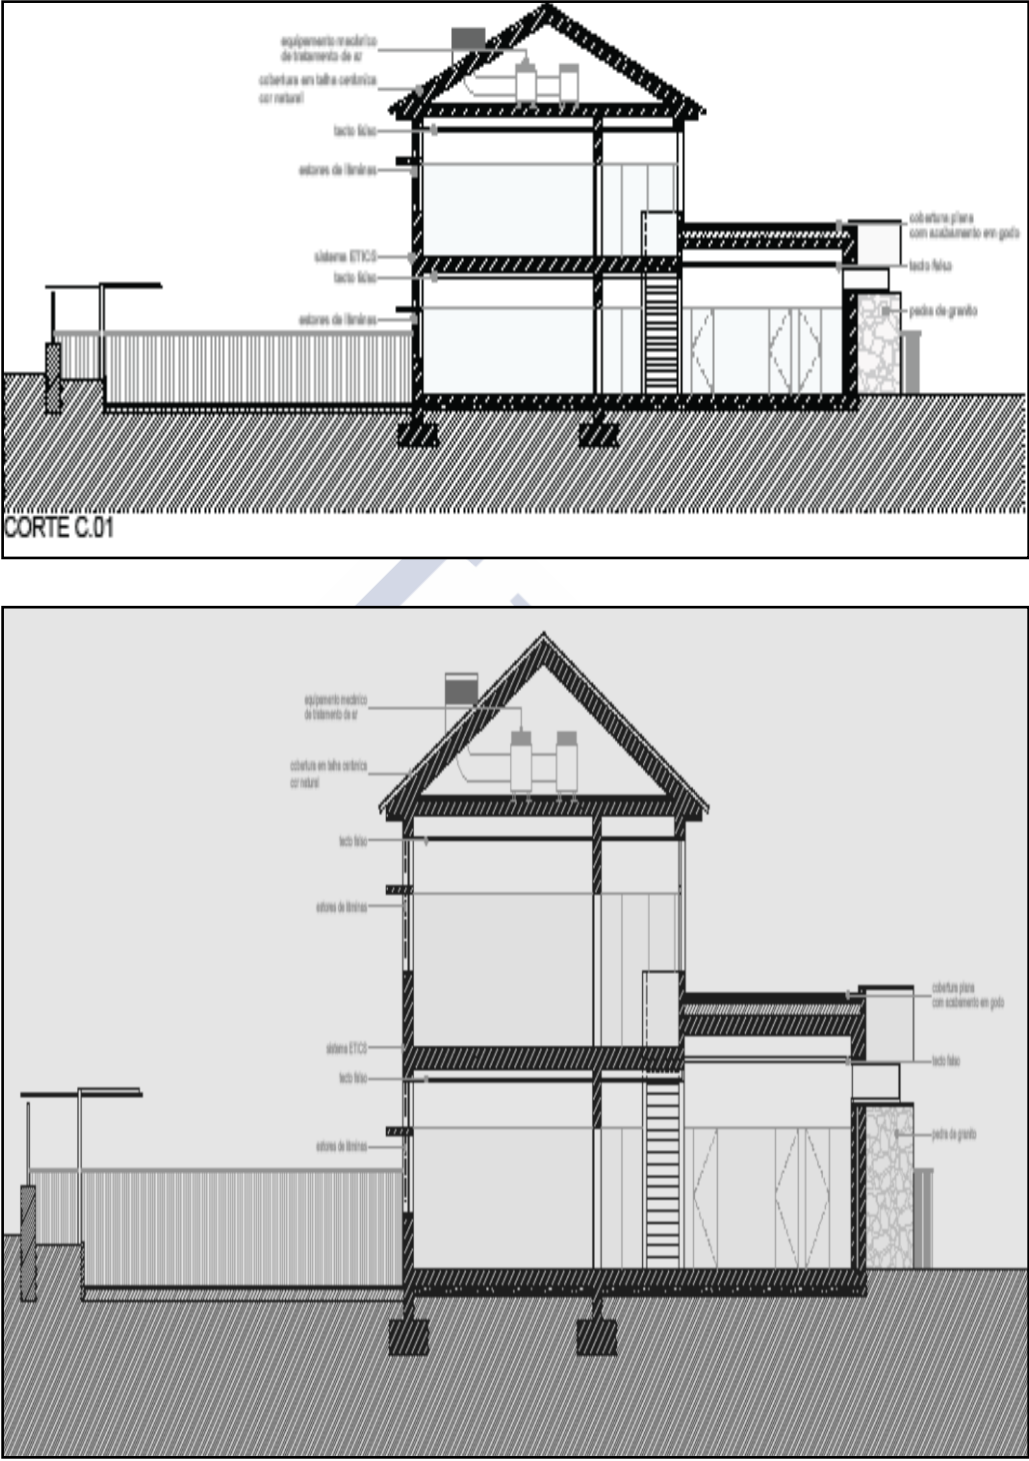 equipamento mecânico
de tratamento de ar
cobertura em telha cerâmica
cor natural
tecto falso
estores de lâminas
sistema ETICS
tecto falso
estores de lâminas
cobertura plana
com acabamento em godo
tecto falso
pedra de granito
CORTE C.01
equipamento mecânico
de tratamento de ar
cobertura em telha cerâmica
cor natural
tecto falso
estores de lâminas
sistema ETICS
tecto falso
estores de lâminas
cobertura plana
com acabamento em godo
tecto falso
pedra de granito